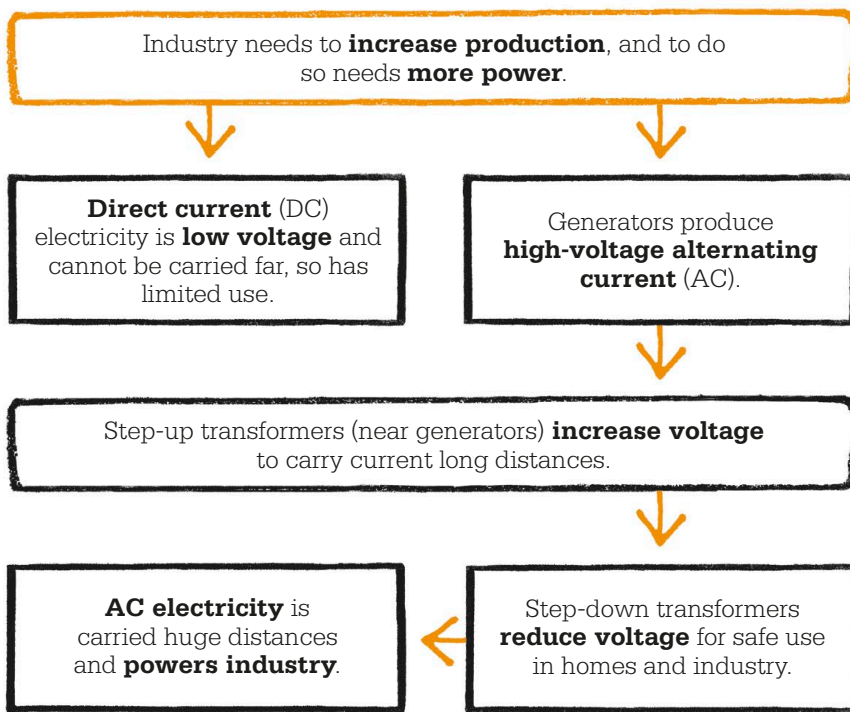 Industry needs to increase production, and to do
so needs more power.
Direct current (DC)
electricity is low voltage and
cannot be carried far, so has
limited use.
Generators produce
high-voltage alternating
current (AC).
Step-up transformers (near generators) increase voltage
to carry current long distances.
Step-down transformers
reduce voltage for safe use
in homes and industry.
AC electricity is
carried huge distances
and powers industry.